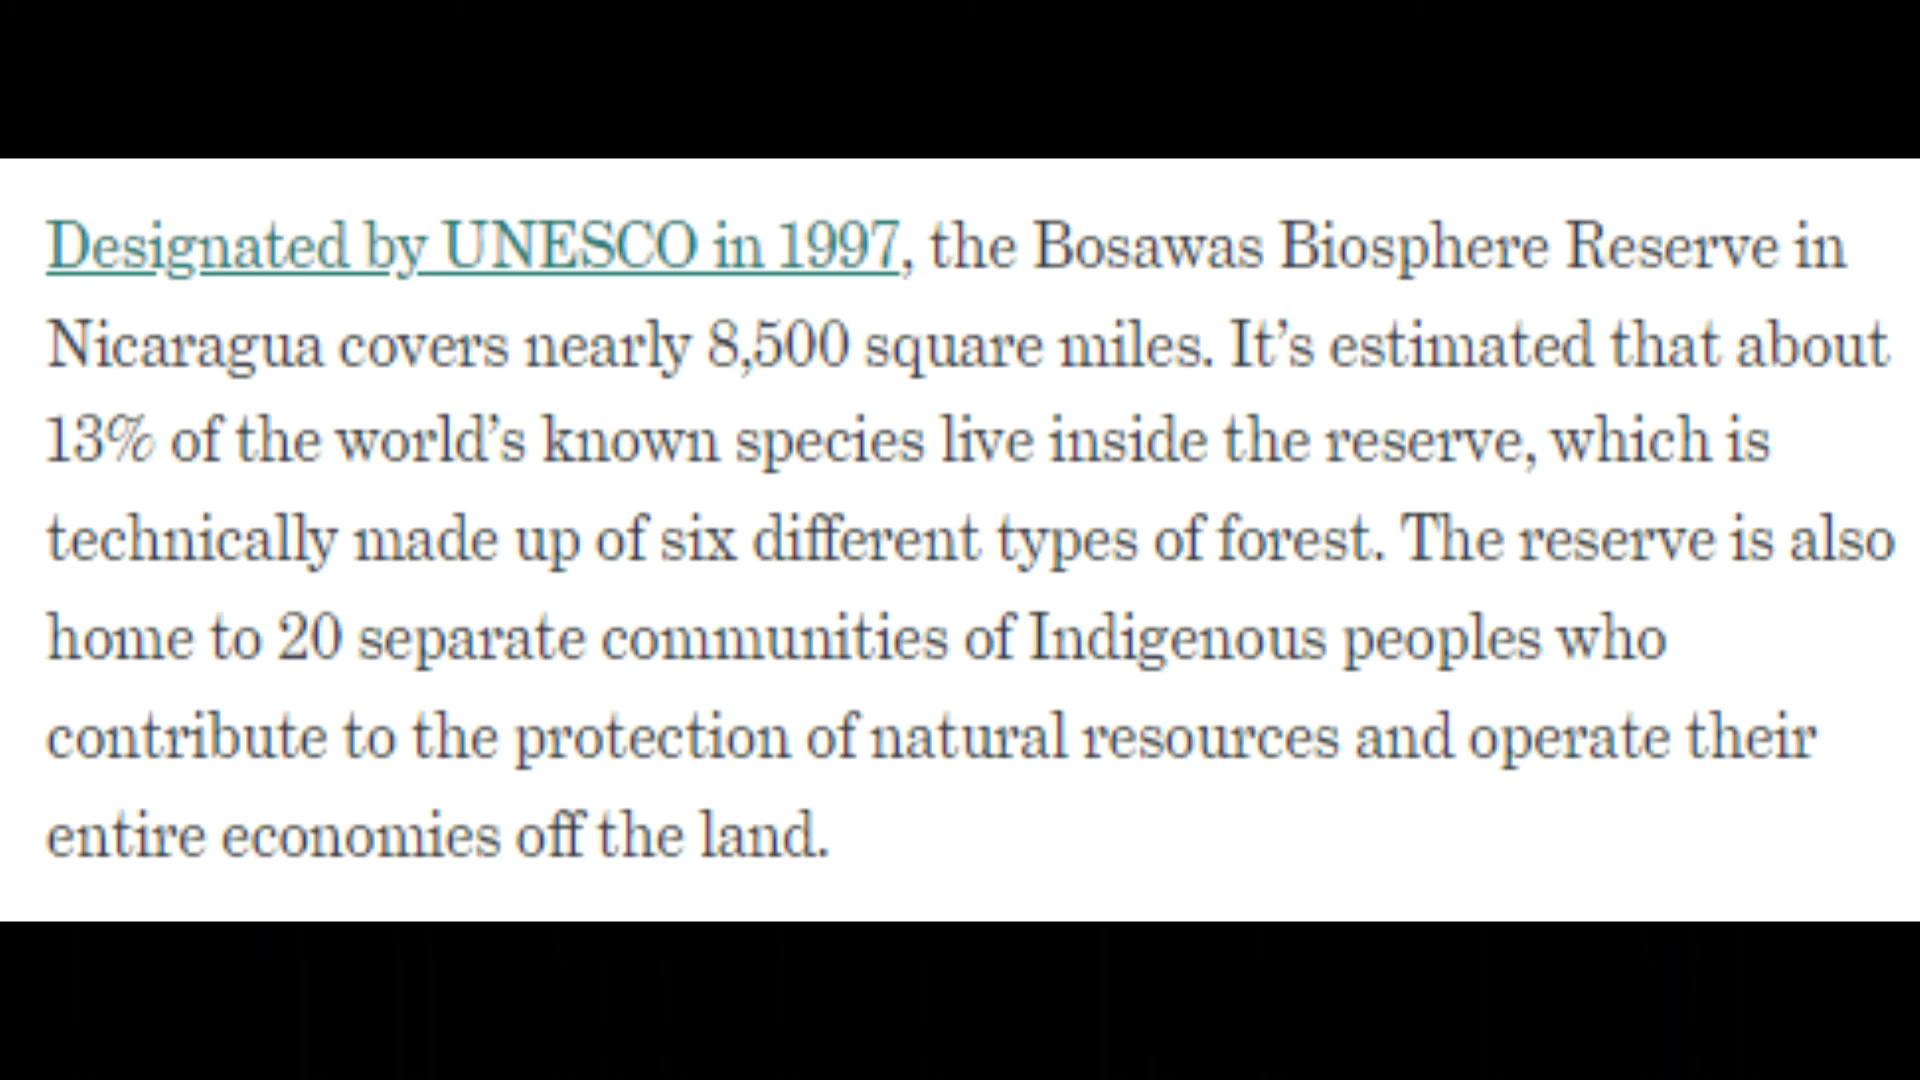 Designated by UNESCO in 1997, the Bosawas Biosphere Reserve in
Nicaragua covers nearly 8,500 square miles. It’s estimated that about
13% of the world’s known species live inside the reserve, which is
technically made up of six different types of forest. The reserve is also
home to 20 separate communities of Indigenous peoples who
contribute to the protection of natural resources and operate their
entire economies off the land.